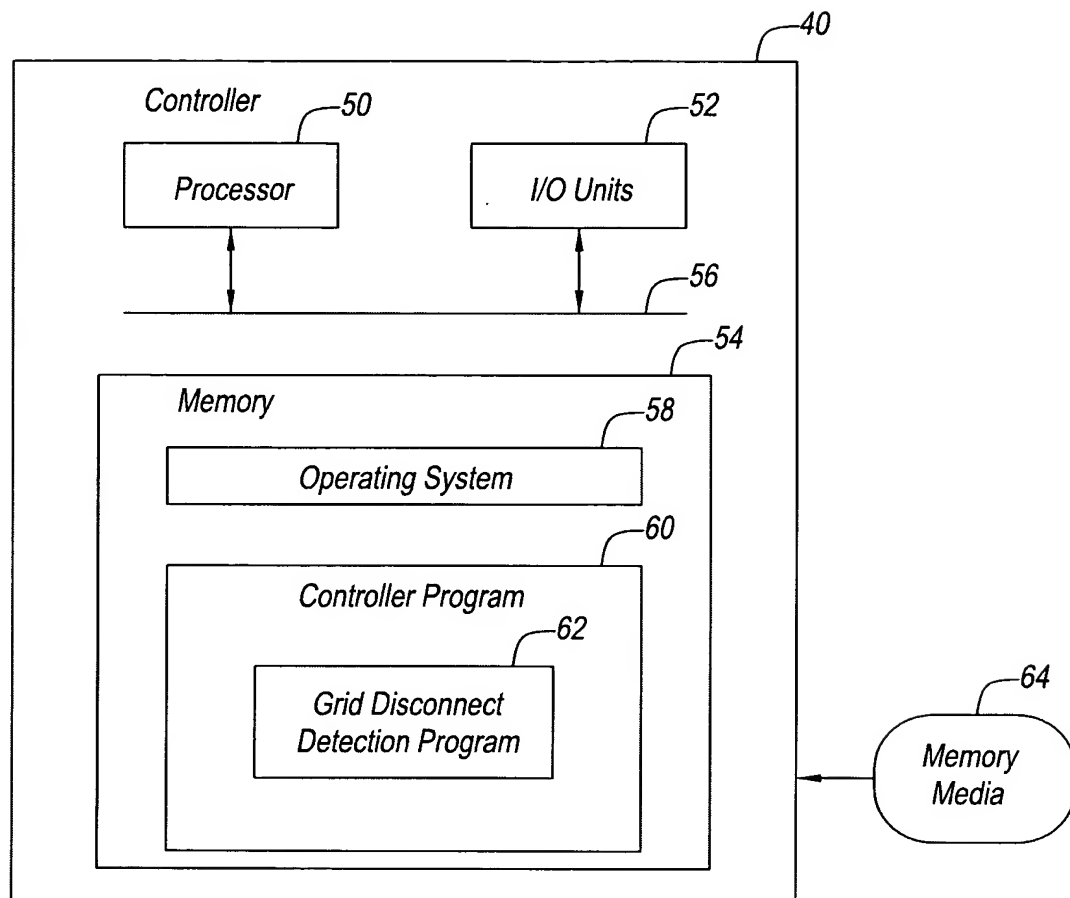 40
Controller
50
52
Processor
I/O Units
56
54
Memory
58
Operating System
60
Controller Program
62
Grid Disconnect
Detection Program
64
Memory
Media